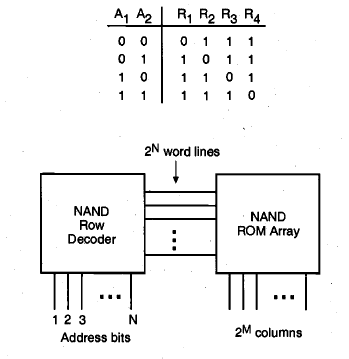 A1 A2 R1 R2 R3 R4
0 0 0 1 1 1
0 1 1 0 1 1
1 0 1 1 0 1
1 1 1 1 1 0
2N word lines
NAND
Row
Decoder
NAND
ROM Array
1 2 3 ... N
Address bits
2M columns